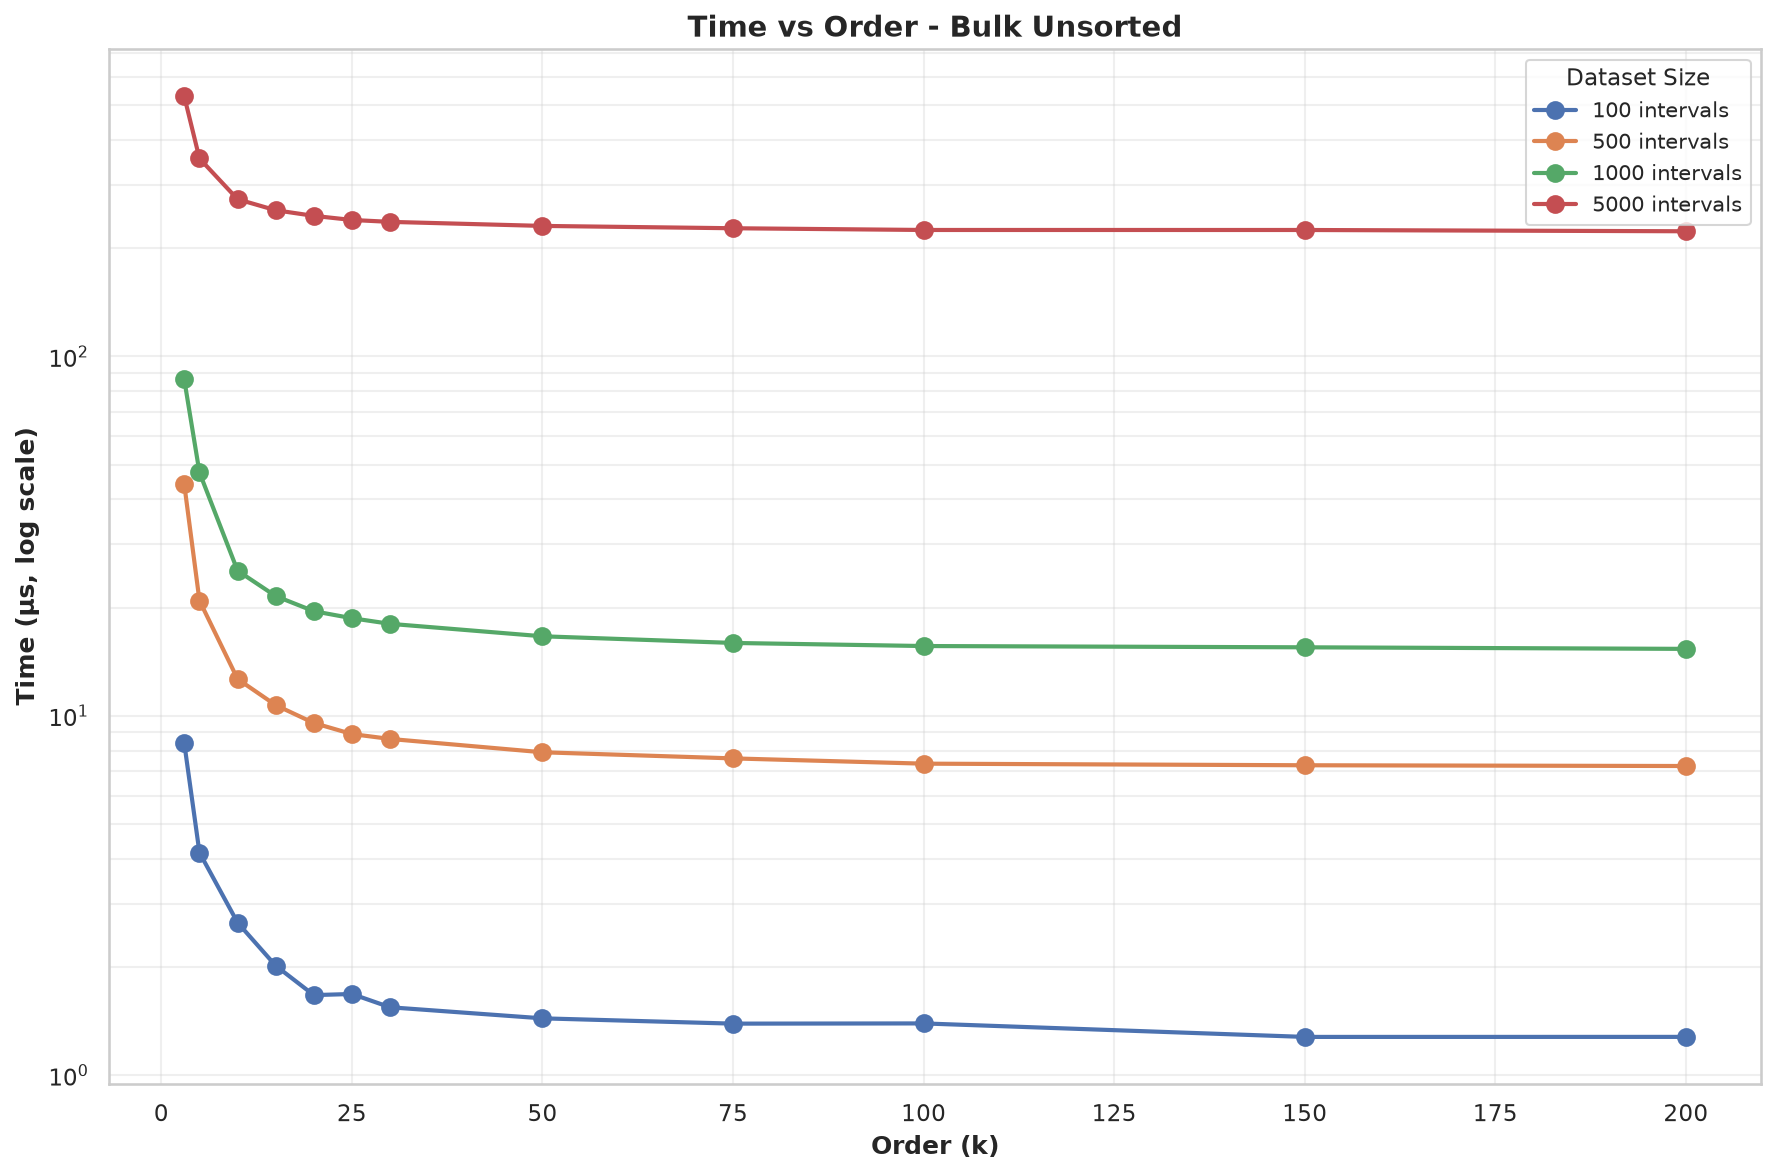 Time vs Order - Bulk Unsorted
Dataset Size
100 intervals
500 intervals
1000 intervals
5000 intervals
Time (µs, log scale)
10²
10¹
10⁰
0 25 50 75 100 125 150 175 200
Order (k)